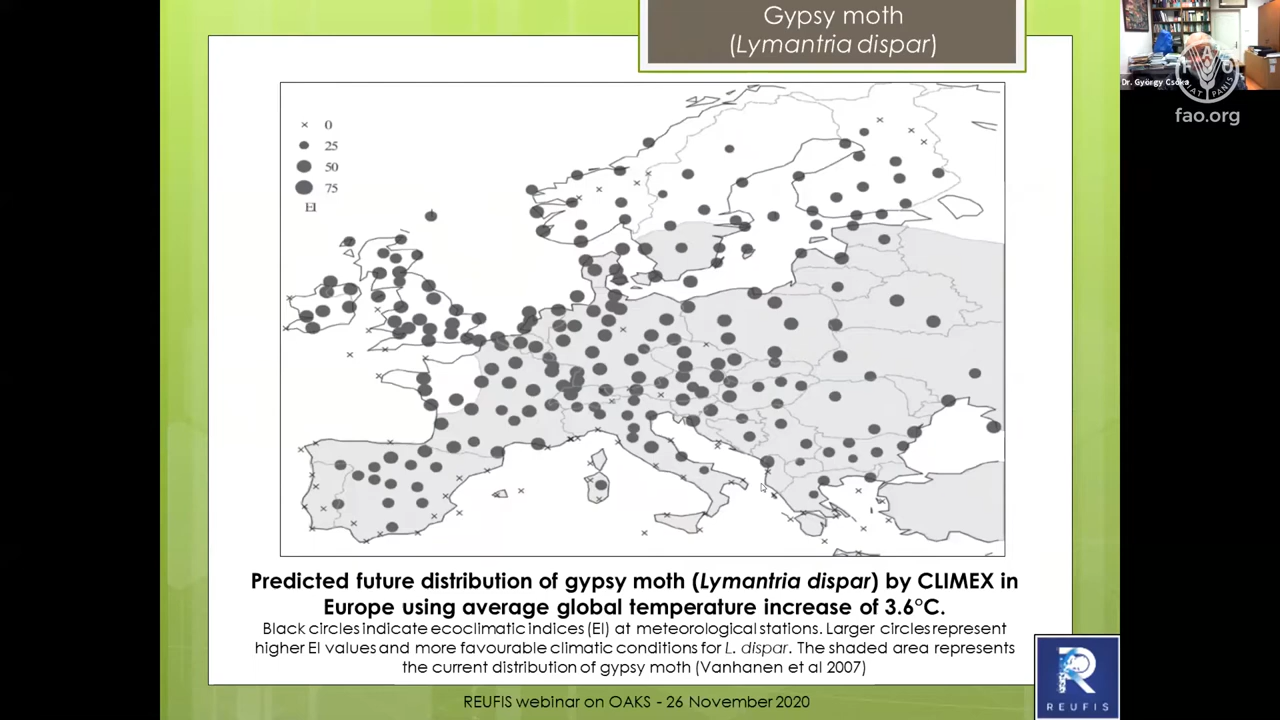 Gypsy moth
(Lymantria dispar)
Dr. György Csóka
FAO
FIAT PANIS
fao.org
0
25
50
75
EI
Predicted future distribution of gypsy moth (Lymantria dispar) by CLIMEX in
Europe using average global temperature increase of 3.6°C.
Black circles indicate ecoclimatic indices (EI) at meteorological stations. Larger circles represent
higher EI values and more favourable climatic conditions for L. dispar. The shaded area represents
the current distribution of gypsy moth (Vanhanen et al 2007)
REUFIS webinar on OAKS - 26 November 2020
R
REUFIS